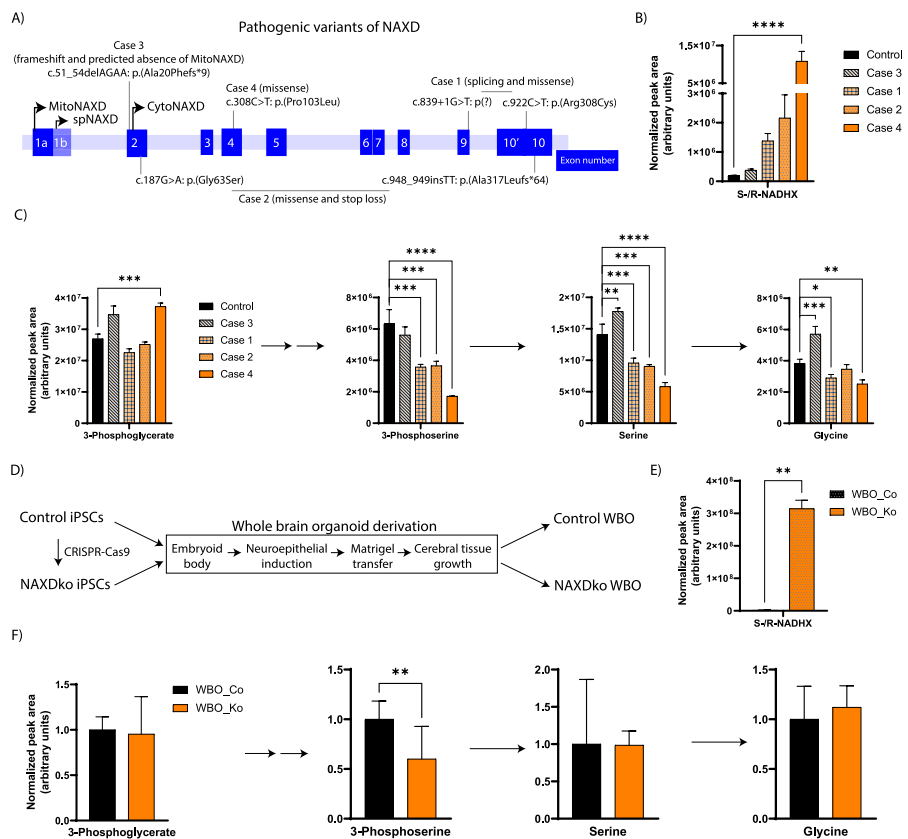 A)
Pathogenic variants of NAXD
Case 3
(frameshift and predicted absence of MitoNAXD)
c.51_54delAGAA: p.(Ala20Phefs*9)
Case 4 (missense)
c.308C>T: p.(Pro103Leu)
Case 1 (splicing and missense)
c.839+1G>T: p(?)
c.922C>T: p.(Arg308Cys)
MitoNAXD
spNAXD
CytoNAXD
1a
1b
2
3
4
5
6
7
8
9
10'
10
Exon number
c.187G>A: p.(Gly63Ser)
c.948_949insTT: p.(Ala317Leufs*64)
Case 2 (missense and stop loss)
B)
Normalized peak area
(arbitrary units)
1.5×10⁷
1×10⁷
9×10⁶
3×10⁶
2×10⁶
1×10⁶
0
****
S-/R-NADHX
Control
Case 3
Case 1
Case 2
Case 4
C)
Normalized peak area
(arbitrary units)
5×10⁷
4×10⁷
3×10⁷
2×10⁷
1×10⁷
0
***
3-Phosphoglycerate
Control
Case 3
Case 1
Case 2
Case 4
8×10⁶
6×10⁶
4×10⁶
2×10⁶
0
****
***
***
3-Phosphoserine
2×10⁷
1.5×10⁷
1×10⁷
5×10⁶
0
****
***
***
**
Serine
8×10⁶
6×10⁶
4×10⁶
2×10⁶
0
**
*
***
Glycine
D)
Control iPSCs
CRISPR-Cas9
NAXDko iPSCs
Whole brain organoid derivation
Embryoid
body
Neuroepithelial
induction
Matrigel
transfer
Cerebral tissue
growth
Control WBO
NAXDko WBO
E)
Normalized peak area
(arbitrary units)
4×10⁸
3×10⁸
2×10⁸
1×10⁸
0
**
S-/R-NADHX
WBO_Co
WBO_Ko
F)
Normalized peak area
(arbitrary units)
1.5
1.0
0.5
0.0
3-Phosphoglycerate
WBO_Co
WBO_Ko
1.5
1.0
0.5
0.0
**
3-Phosphoserine
2.0
1.5
1.0
0.5
0.0
Serine
1.5
1.0
0.5
0.0
Glycine